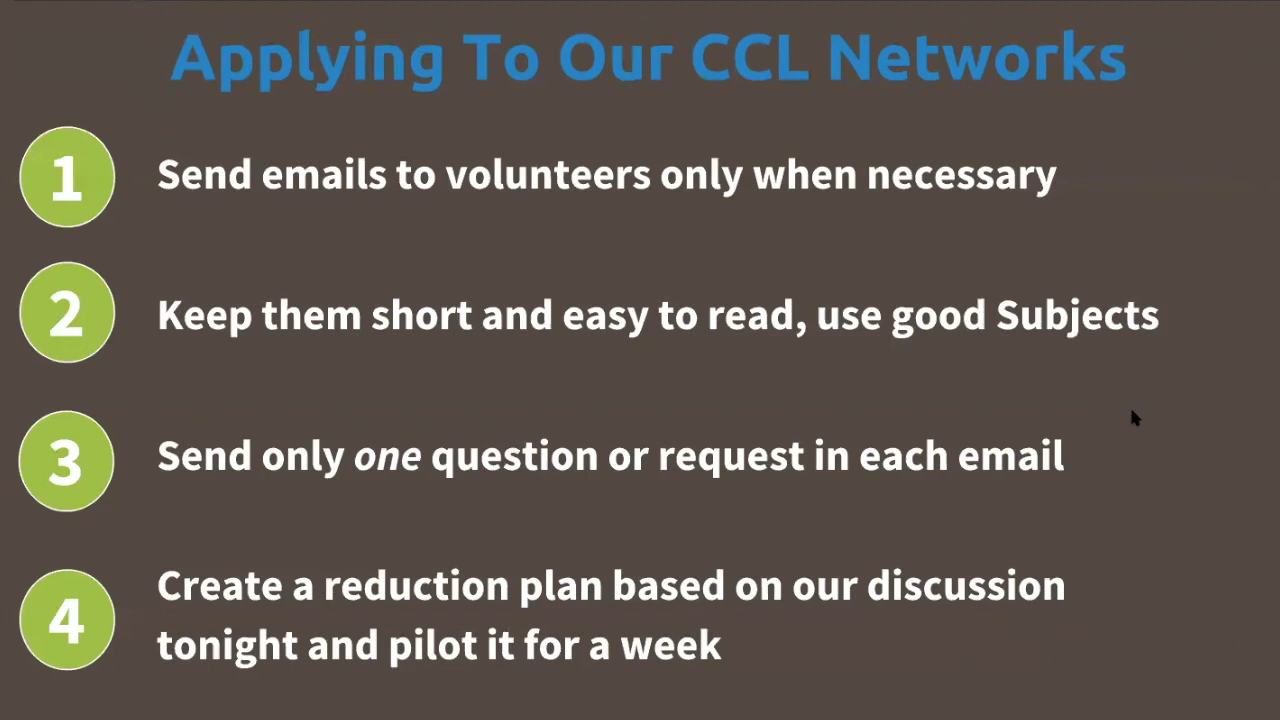 Applying To Our CCL Networks
1
Send emails to volunteers only when necessary
2
Keep them short and easy to read, use good Subjects
3
Send only one question or request in each email
4
Create a reduction plan based on our discussion
tonight and pilot it for a week